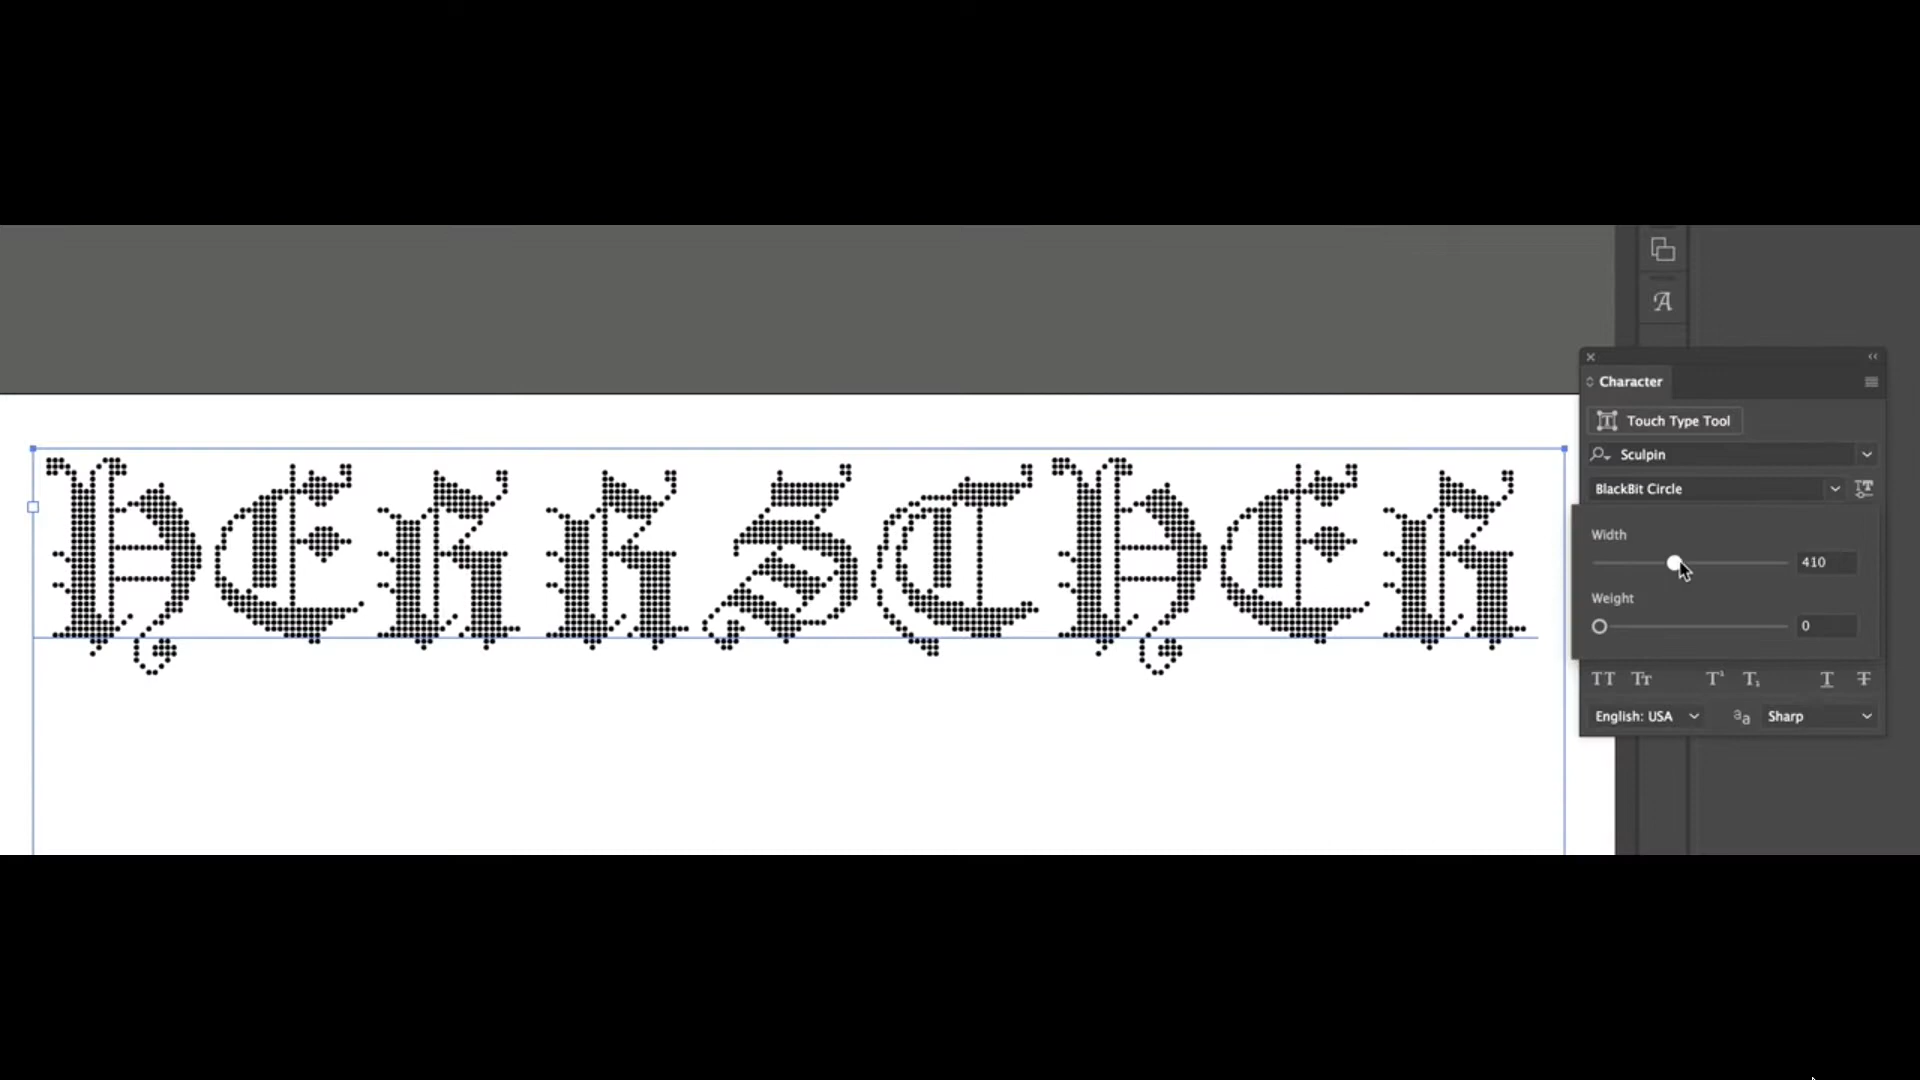 HERRSCHER
Character
Touch Type Tool
Sculpin
BlackBit Circle
Width
410
Weight
0
English: USA
Sharp